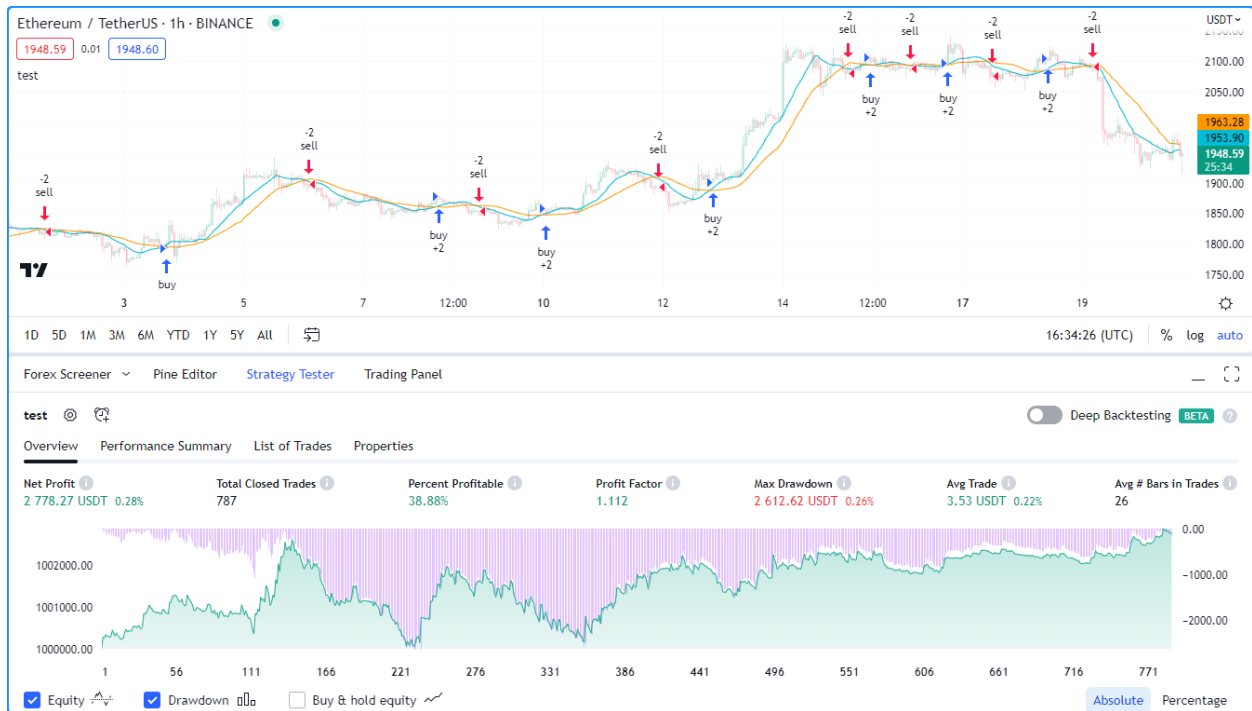 Ethereum / TetherUS · 1h · BINANCE
USDT
1948.59 0.01 1948.60
test
-2
sell
-2
sell
-2
sell
-2
sell
-2
sell
-2
sell
-2
sell
-2
sell
buy
buy
+2
buy
+2
buy
+2
buy
+2
buy
+2
buy
+2
2100.00
2050.00
1963.28
1953.90
1948.59
25:34
1900.00
1850.00
1800.00
1750.00
3 5 7 12:00 10 12 14 12:00 17 19
1D 5D 1M 3M 6M YTD 1Y 5Y All 16:34:26 (UTC) % log auto
Forex Screener Pine Editor Strategy Tester Trading Panel
test Deep Backtesting BETA
Overview Performance Summary List of Trades Properties
Net Profit Total Closed Trades Percent Profitable Profit Factor Max Drawdown Avg Trade Avg # Bars in Trades
2 778.27 USDT 0.28% 787 38.88% 1.112 2 612.62 USDT 0.26% 3.53 USDT 0.22% 26
0.00
1002000.00
-1000.00
1001000.00
-2000.00
1000000.00
1 56 111 166 221 276 331 386 441 496 551 606 661 716 771
Equity Drawdown Buy & hold equity Absolute Percentage